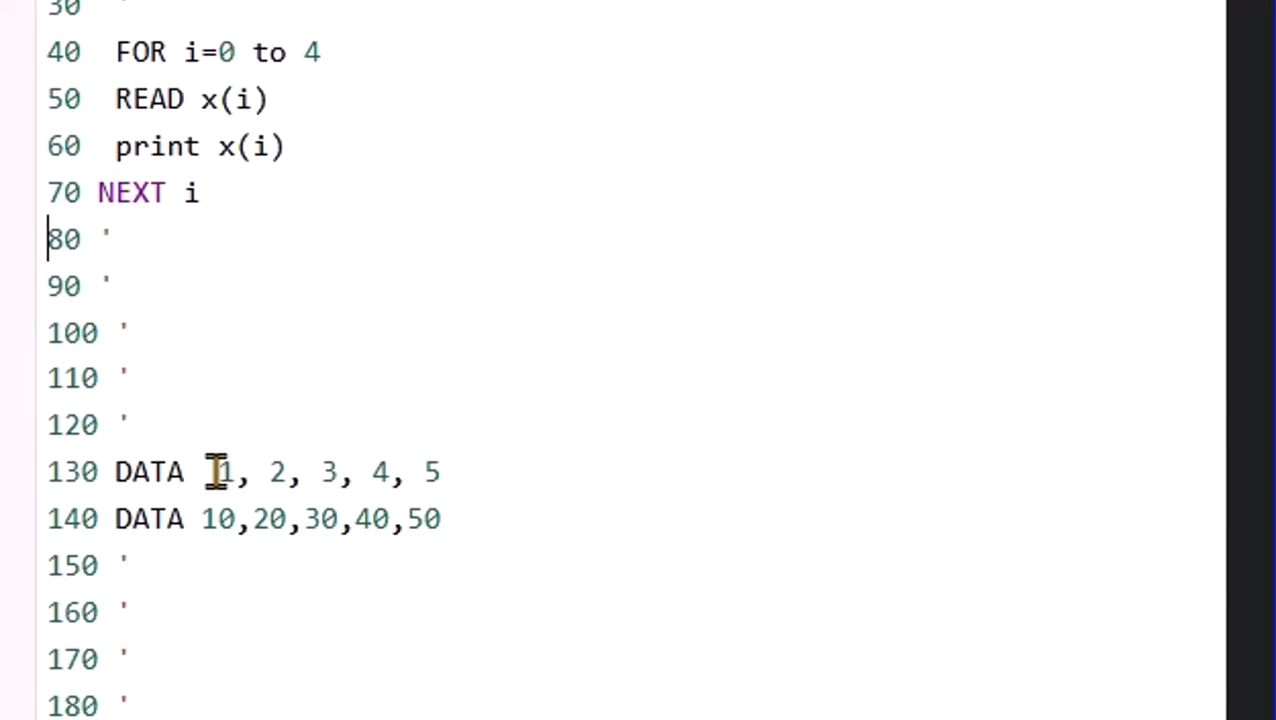 30 '
40 FOR i=0 to 4
50 READ x(i)
60 print x(i)
70 NEXT i
80 '
90 '
100 '
110 '
120 '
130 DATA 1, 2, 3, 4, 5
140 DATA 10,20,30,40,50
150 '
160 '
170 '
180 '